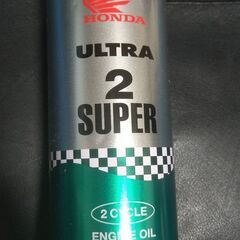 HONDA
ULTRA
2
SUPER
2 CYCLE
ENGINE OIL